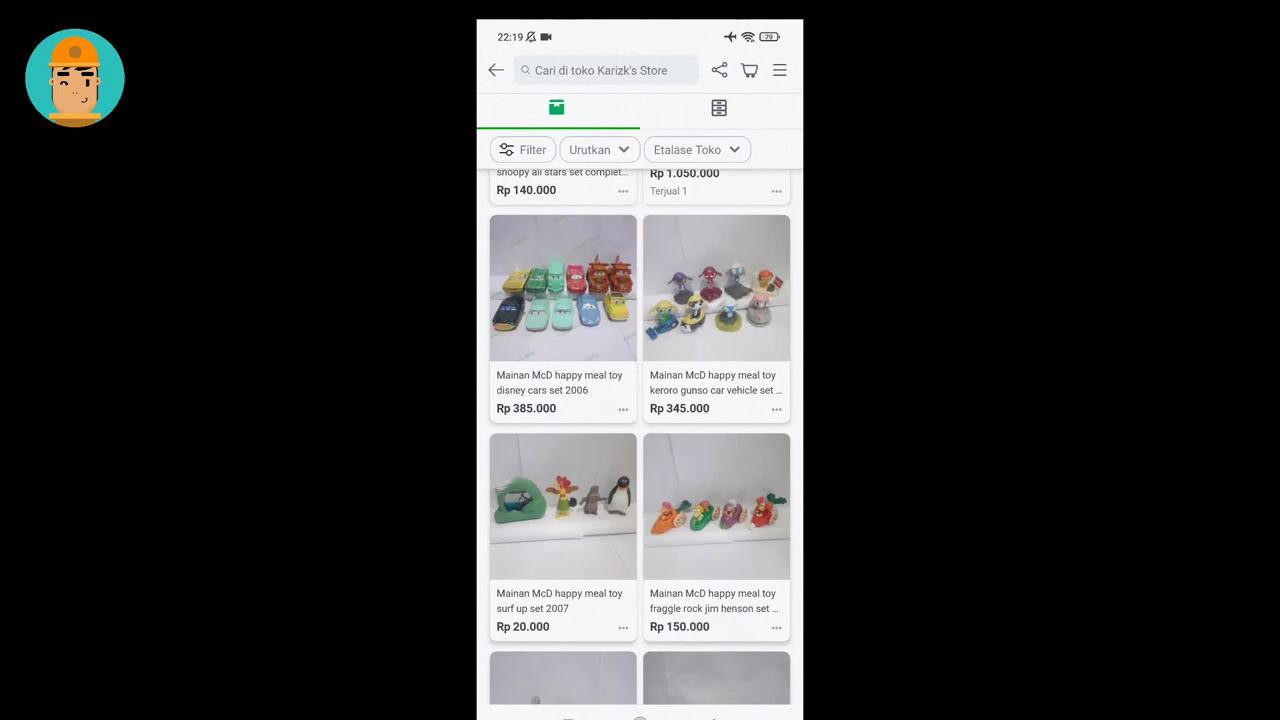 22:19
79
Cari di toko Karizk's Store
Filter
Urutkan
Etalase Toko
snoopy all stars set complet...
Rp 140.000
Rp 1.050.000
Terjual 1
Mainan McD happy meal toy
disney cars set 2006
Rp 385.000
Mainan McD happy meal toy
keroro gunso car vehicle set ...
Rp 345.000
Mainan McD happy meal toy
surf up set 2007
Rp 20.000
Mainan McD happy meal toy
fraggle rock jim henson set ...
Rp 150.000